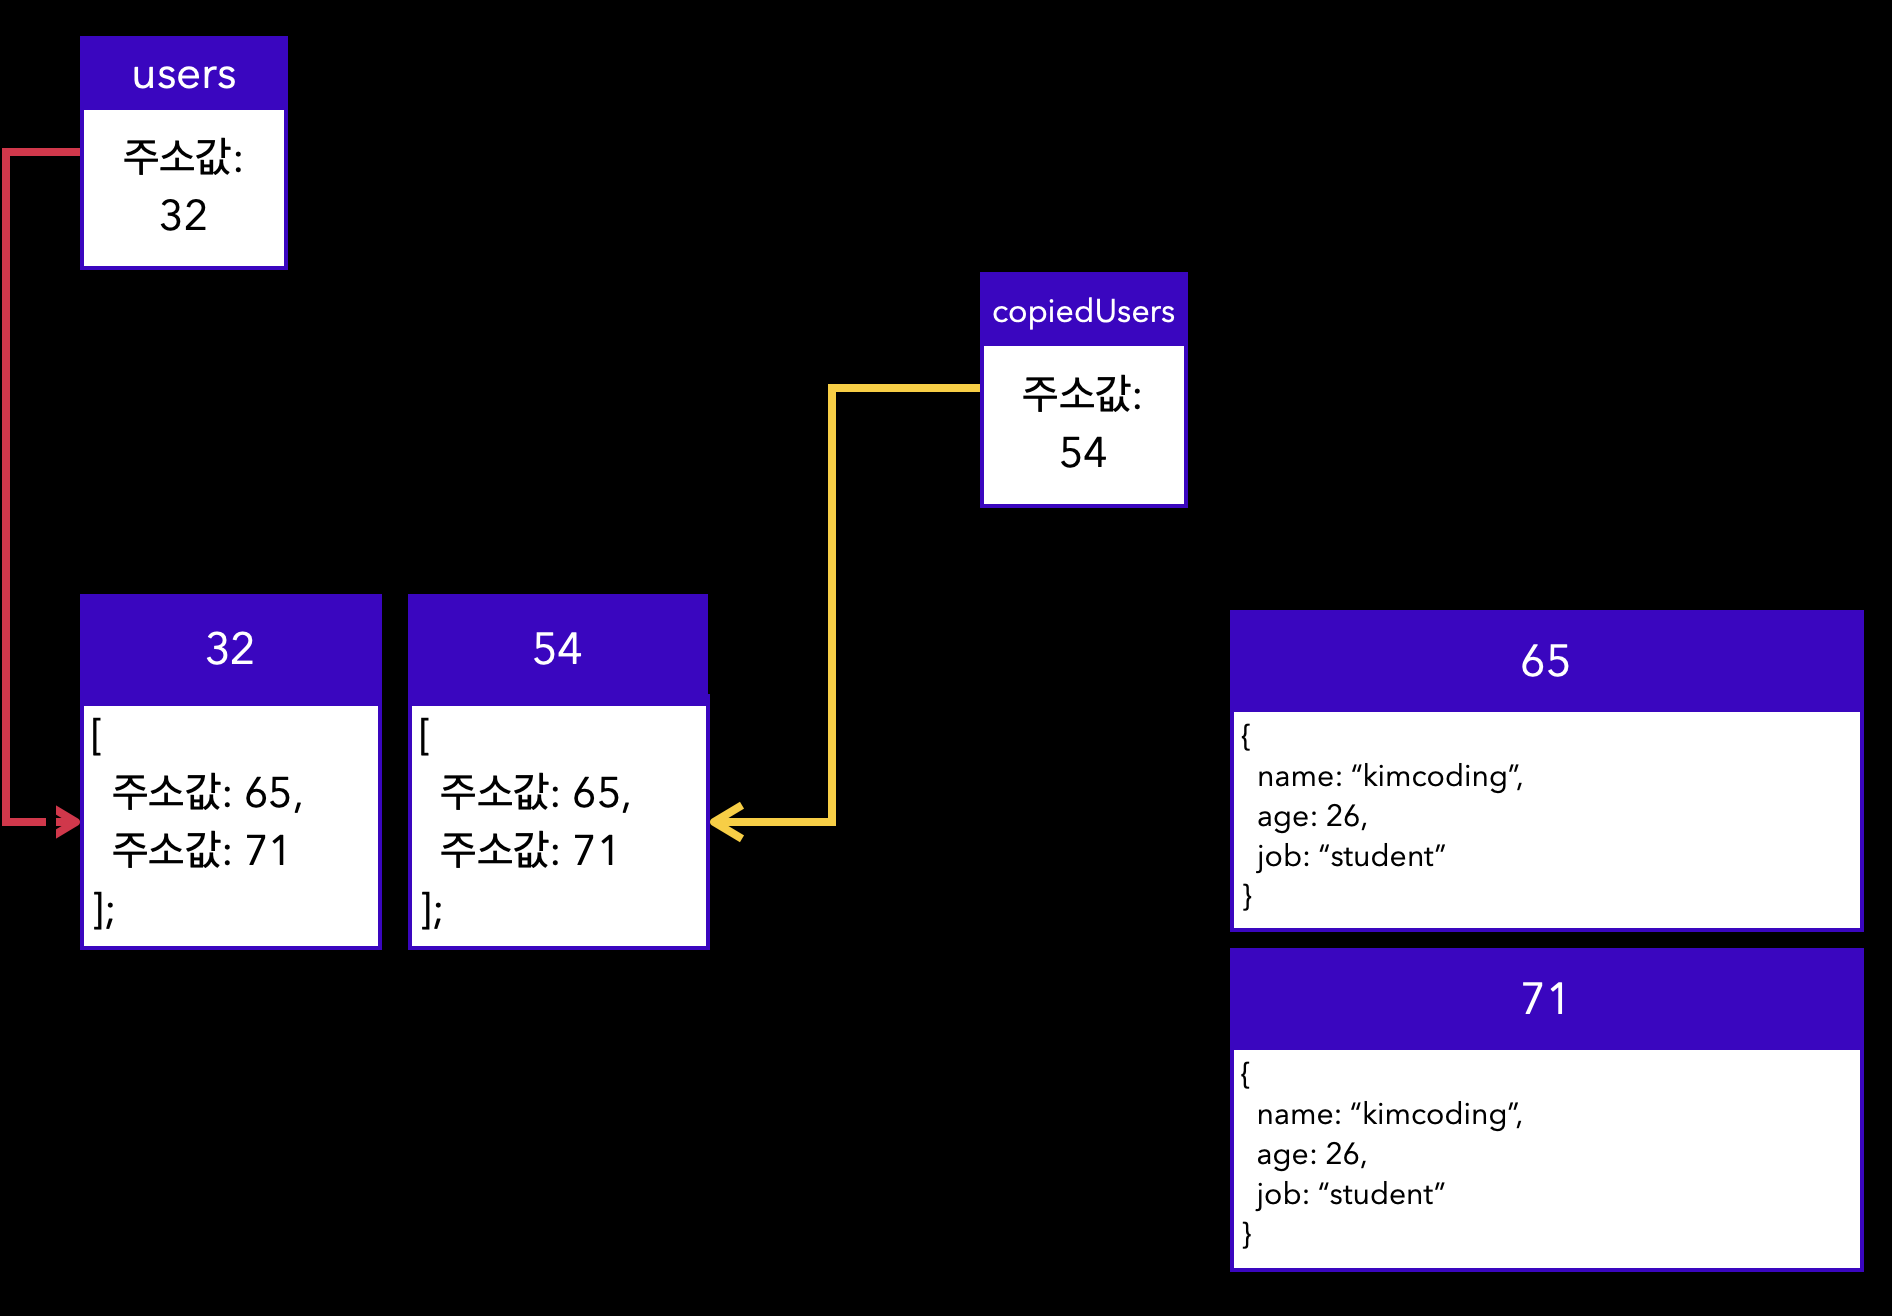 users
주소값:
32
copiedUsers
주소값:
54
32
[
주소값: 65,
주소값: 71
];
54
[
주소값: 65,
주소값: 71
];
65
{
name: “kimcoding”,
age: 26,
job: “student”
}
71
{
name: “kimcoding”,
age: 26,
job: “student”
}